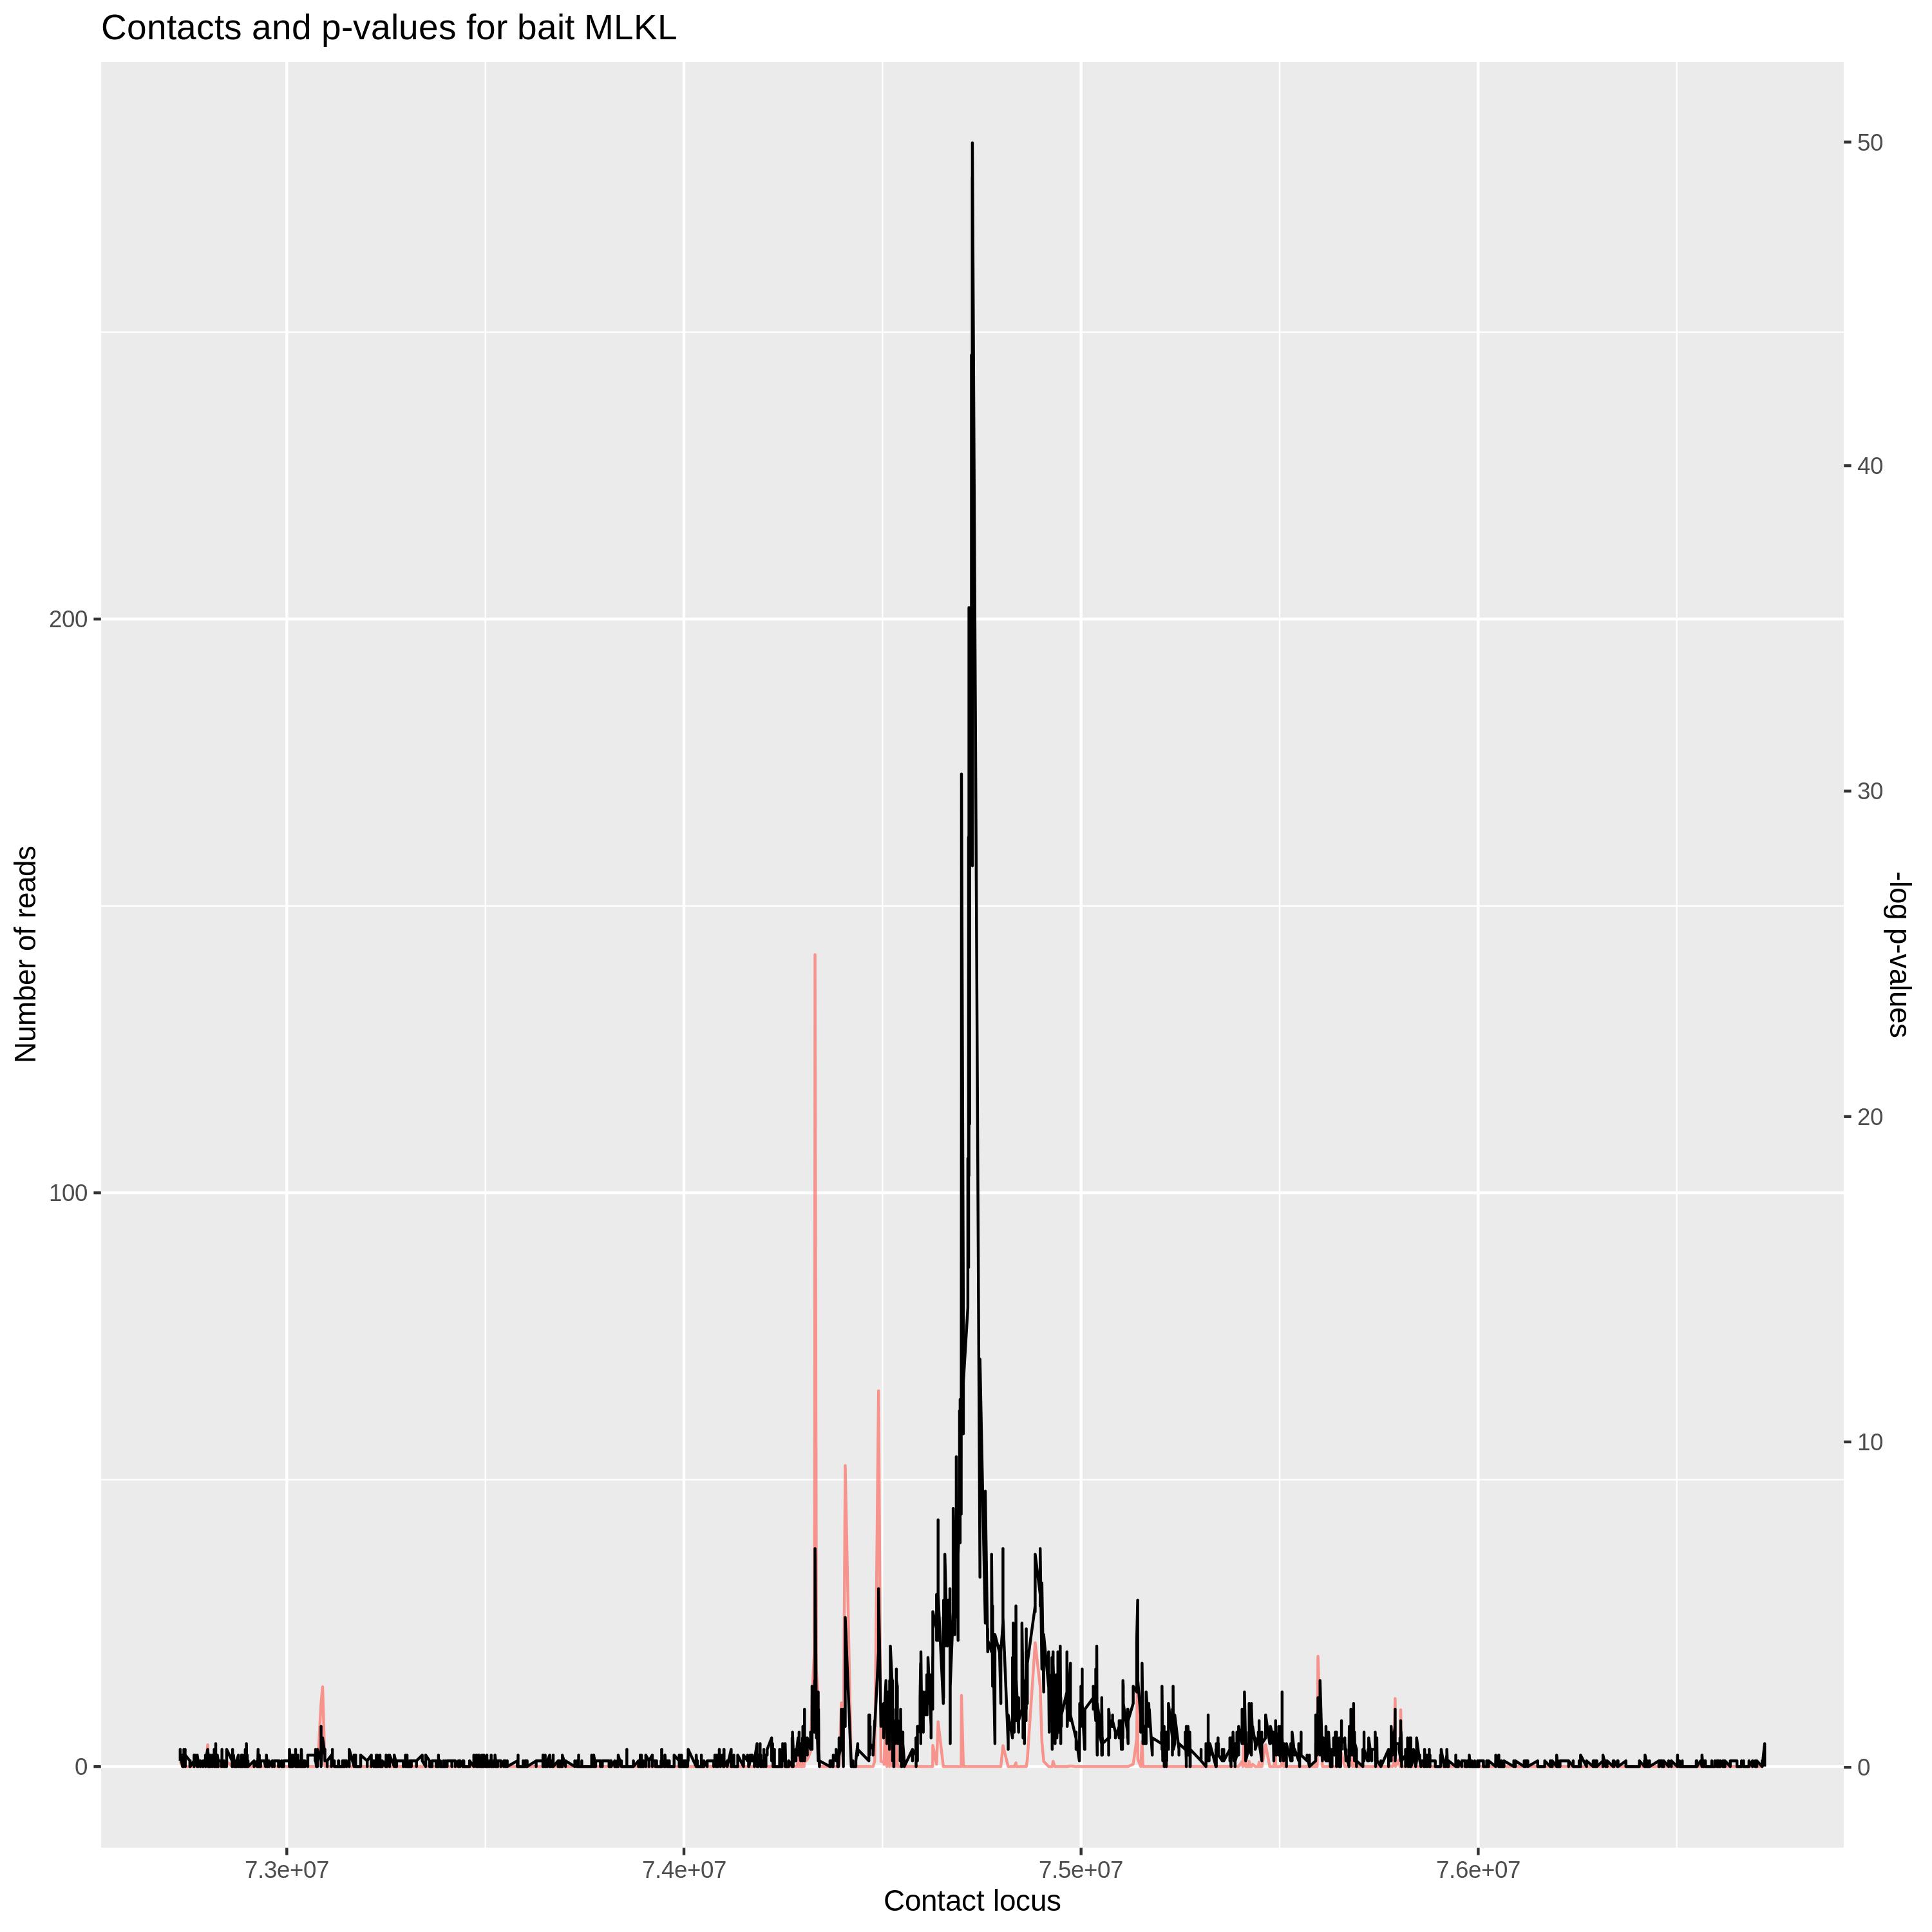 Contacts and p-values for bait MLKL
Number of reads
200
100
0
50
40
30
20
10
0
-log p-values
7.3e+07
7.4e+07
7.5e+07
7.6e+07
Contact locus